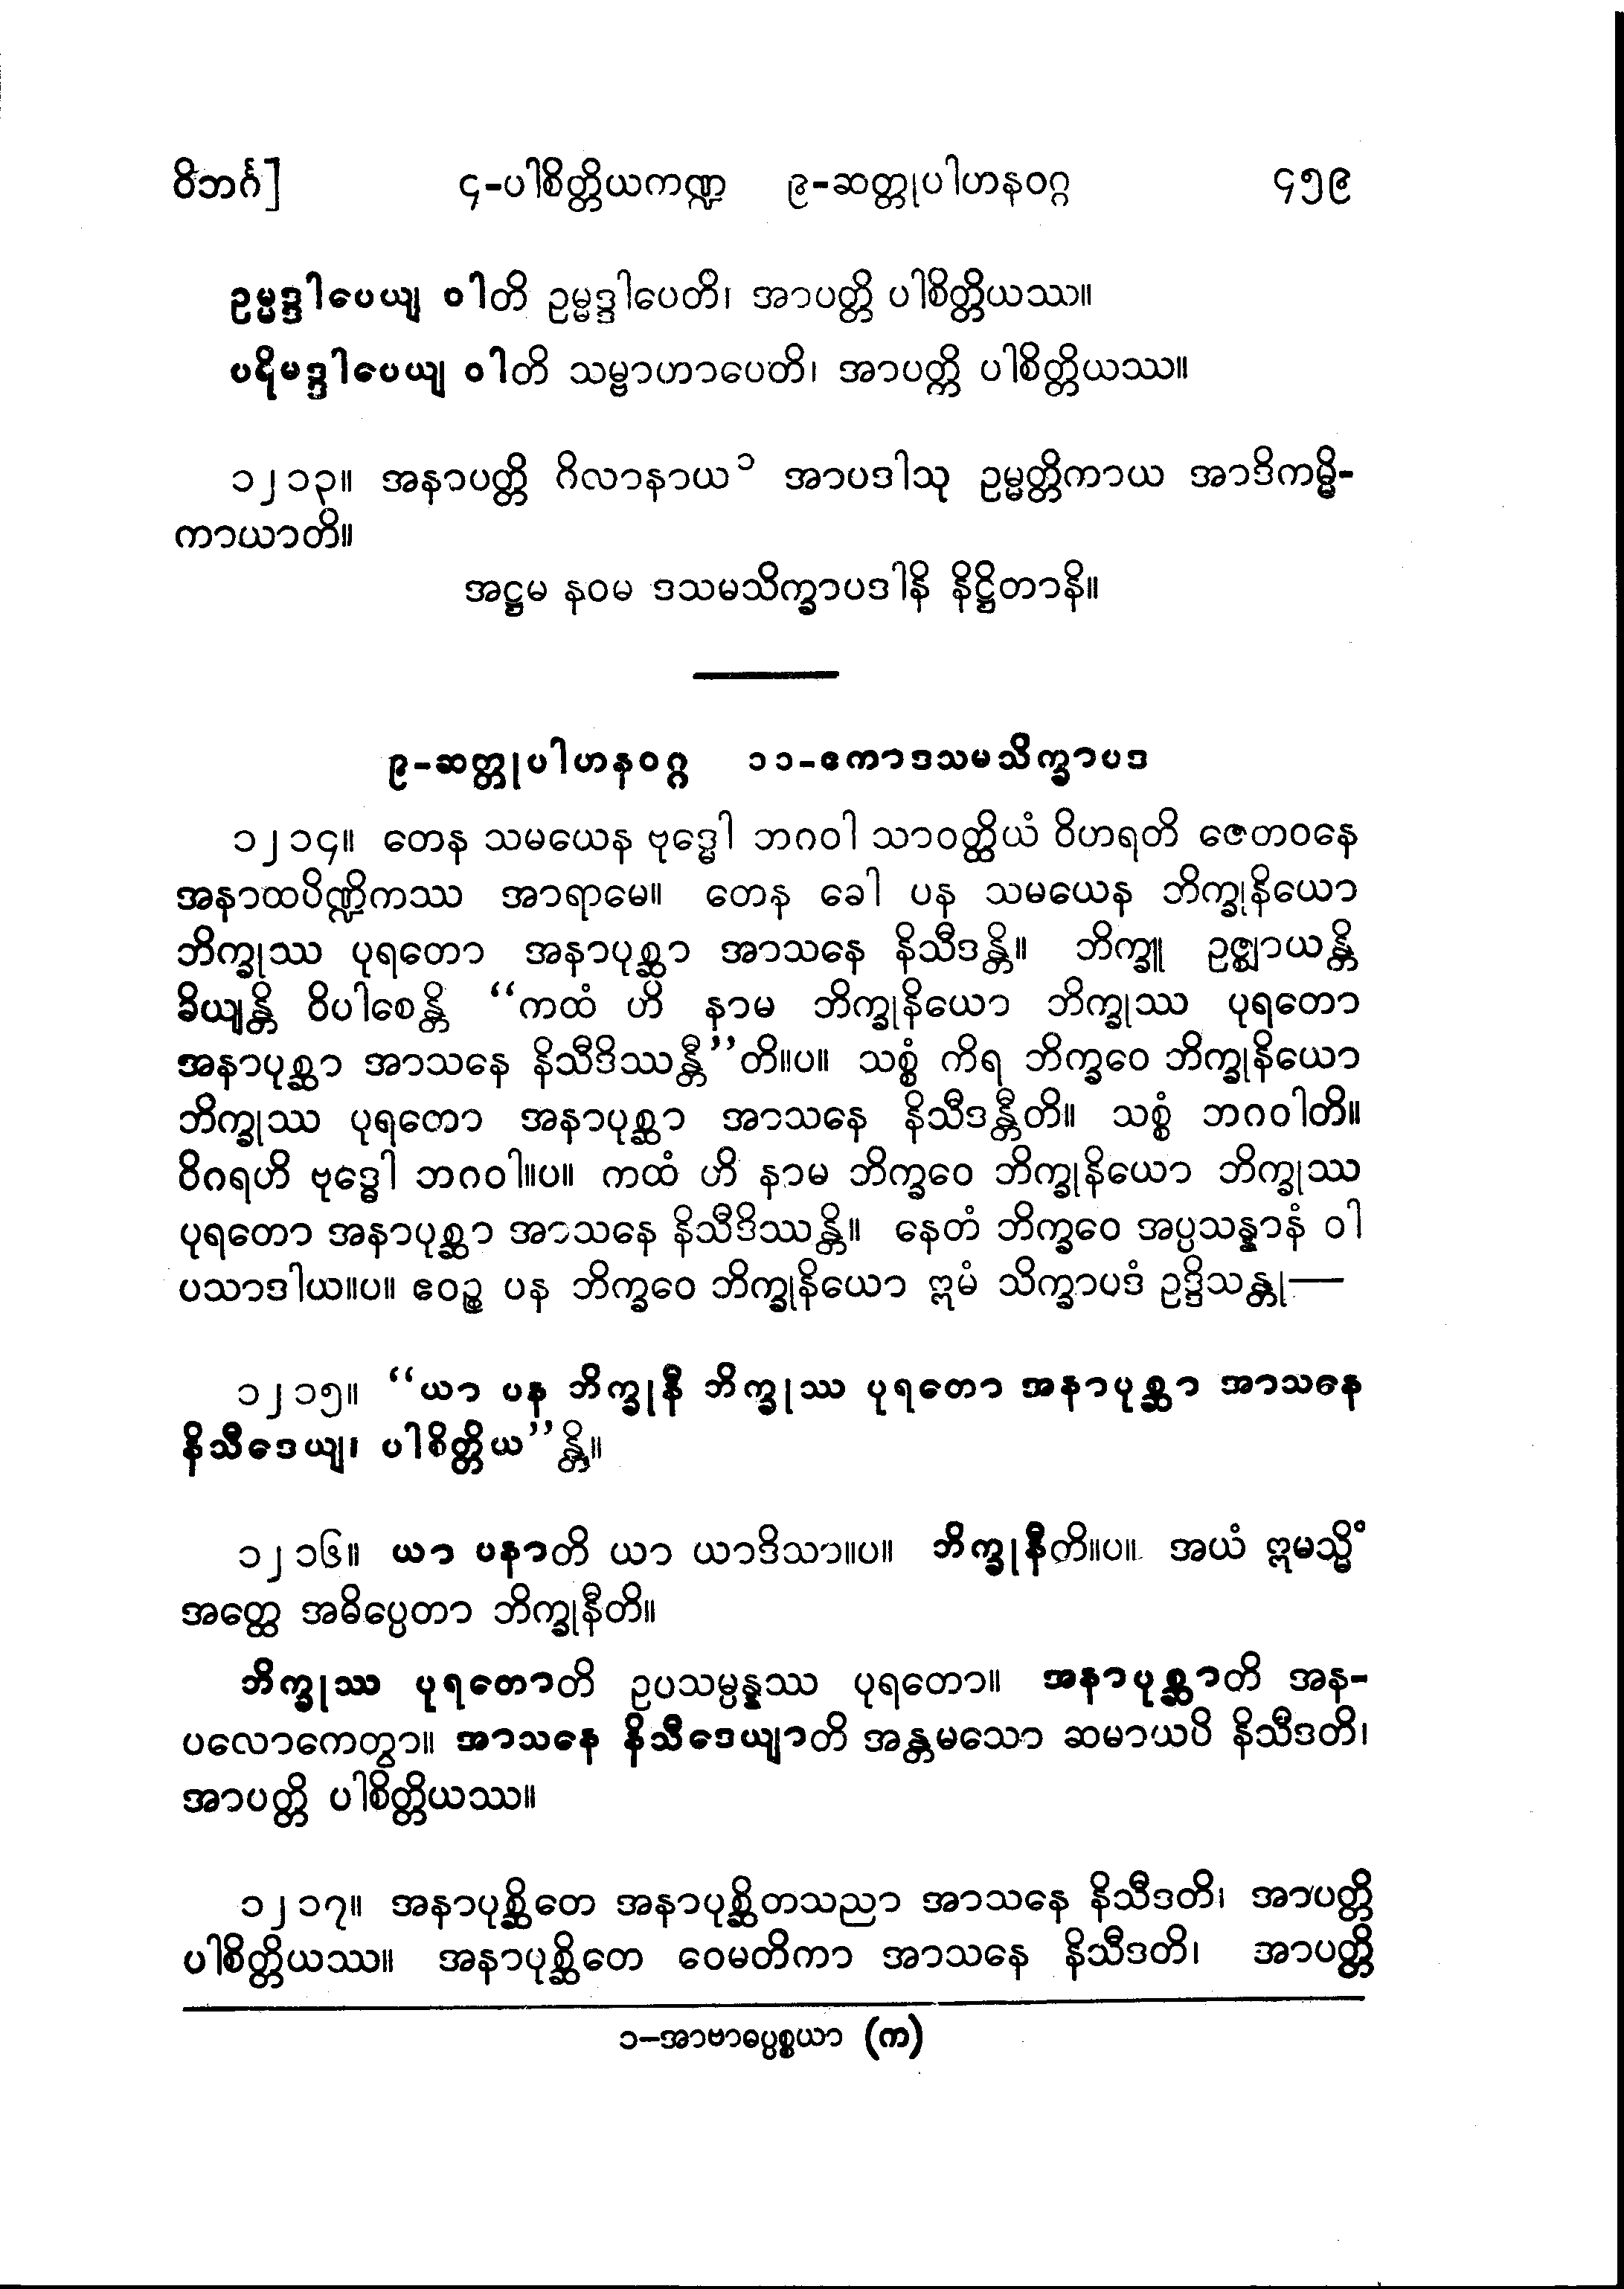 ဝိဘင်္ဂ] ၄-ပါစိတ္တိယကဏ္ဍ ၉-ဆတ္တုပါဟနဝဂ္ဂ ၄၅၉
ဥမ္မဒ္ဒါပေယျ ဝါတိ ဥမ္မဒ္ဒါပေတိ၊ အာပတ္တိ ပါစိတ္တိယဿ။
ပရိမဒ္ဒါပေယျ ဝါတိ သမ္ဗာဟာပေတိ၊ အာပတ္တိ ပါစိတ္တိယဿ။
၁၂၁၃။ အနာပတ္တိ ဂိလာနာယ ၁ အာပဒါသု ဥမ္မတ္တိကာယ အာဒိကမ္မိ-
ကာယာတိ။
အဋ္ဌမ နဝမ ဒသမသိက္ခာပဒါနိ နိဋ္ဌိတာနိ။
၉-ဆတ္တုပါဟနဝဂ္ဂ ၁၁-ဧကာဒသမသိက္ခာပဒ
၁၂၁၄။ တေန သမယေန ဗုဒ္ဓေါ ဘဂဝါ သာဝတ္ထိယံ ဝိဟရတိ ဇေတဝနေ
အနာထပိဏ္ဍိကဿ အာရာမေ။ တေန ခေါ ပန သမယေန ဘိက္ခုနိယော
ဘိက္ခုဿ ပုရတော အနာပုစ္ဆာ အာသနေ နိသီဒန္တိ။ ဘိက္ခူ ဥဇ္ဈာယန္တိ
ခိယျန္တိ ဝိပါစေန္တိ “ကထံ ဟိ နာမ ဘိက္ခုနိယော ဘိက္ခုဿ ပုရတော
အနာပုစ္ဆာ အာသနေ နိသီဒိဿန္တီ”တိ။ပ။ သစ္စံ ကိရ ဘိက္ခဝေ ဘိက္ခုနိယော
ဘိက္ခုဿ ပုရတော အနာပုစ္ဆာ အာသနေ နိသီဒန္တီတိ။ သစ္စံ ဘဂဝါတိ။
ဝိဂရဟိ ဗုဒ္ဓေါ ဘဂဝါ။ပ။ ကထံ ဟိ နာမ ဘိက္ခဝေ ဘိက္ခုနိယော ဘိက္ခုဿ
ပုရတော အနာပုစ္ဆာ အာသနေ နိသီဒိဿန္တိ။ နေတံ ဘိက္ခဝေ အပ္ပသန္နာနံ ဝါ
ပသာဒါယ။ပ။ ဧဝဉ္စ ပန ဘိက္ခဝေ ဘိက္ခုနိယော ဣမံ သိက္ခာပဒံ ဥဒ္ဒိသန္တု—
၁၂၁၅။ “ယာ ပန ဘိက္ခုနီ ဘိက္ခုဿ ပုရတော အနာပုစ္ဆာ အာသနေ
နိသီဒေယျ၊ ပါစိတ္တိယ”န္တိ။
၁၂၁၆။ ယာ ပနာတိ ယာ ယာဒိသာ။ပ။ ဘိက္ခုနီတိ။ပ။ အယံ ဣမသ္မိံ
အတ္ထေ အဓိပ္ပေတာ ဘိက္ခုနီတိ။
ဘိက္ခုဿ ပုရတောတိ ဥပသမ္ပန္နဿ ပုရတော။ အနာပုစ္ဆာတိ အန-
ပလောကေတွာ။ အာသနေ နိသီဒေယျာတိ အန္တမသော ဆမာယပိ နိသီဒတိ၊
အာပတ္တိ ပါစိတ္တိယဿ။
၁၂၁၇။ အနာပုစ္ဆိတေ အနာပုစ္ဆိတသညာ အာသနေ နိသီဒတိ၊ အာပတ္တိ
ပါစိတ္တိယဿ။ အနာပုစ္ဆိတေ ဝေမတိကာ အာသနေ နိသီဒတိ၊ အာပတ္တိ
၁—အာဗာဓပ္ပစ္စယာ (က)